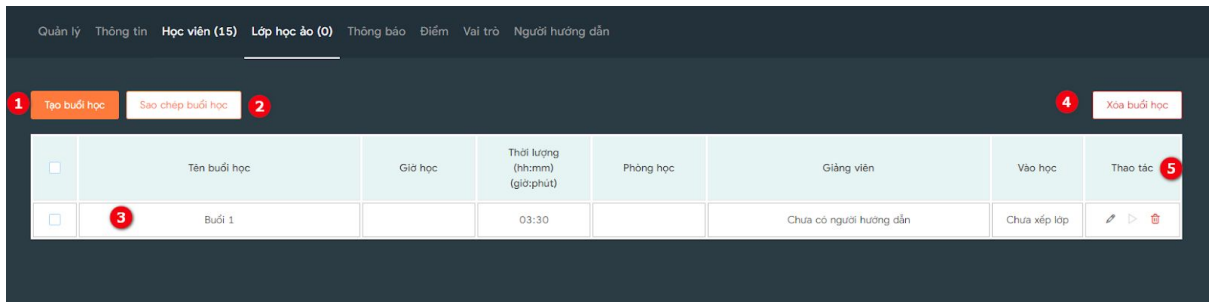 Quản lý Thông tin Học viên (15) Lớp học ảo (0) Thông báo Điểm Vai trò Người hướng dẫn
1 Tạo buổi học Sao chép buổi học 2 4 Xóa buổi học
Tên buổi học Giờ học Thời lượng (hh:mm) (giờ:phút) Phòng học Giảng viên Vào học Thao tác 5
3 Buổi 1 03:30 Chưa có người hướng dẫn Chưa xếp lớp